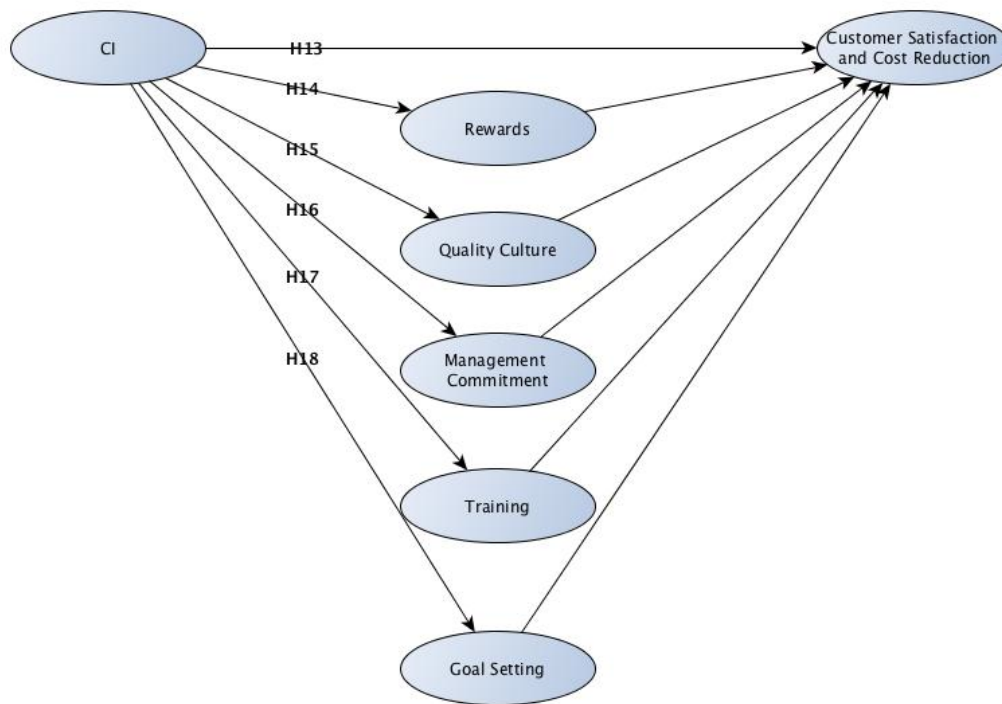 CI
Customer Satisfaction
and Cost Reduction
H13
H14
Rewards
H15
Quality Culture
H16
H17
Management
Commitment
H18
Training
Goal Setting